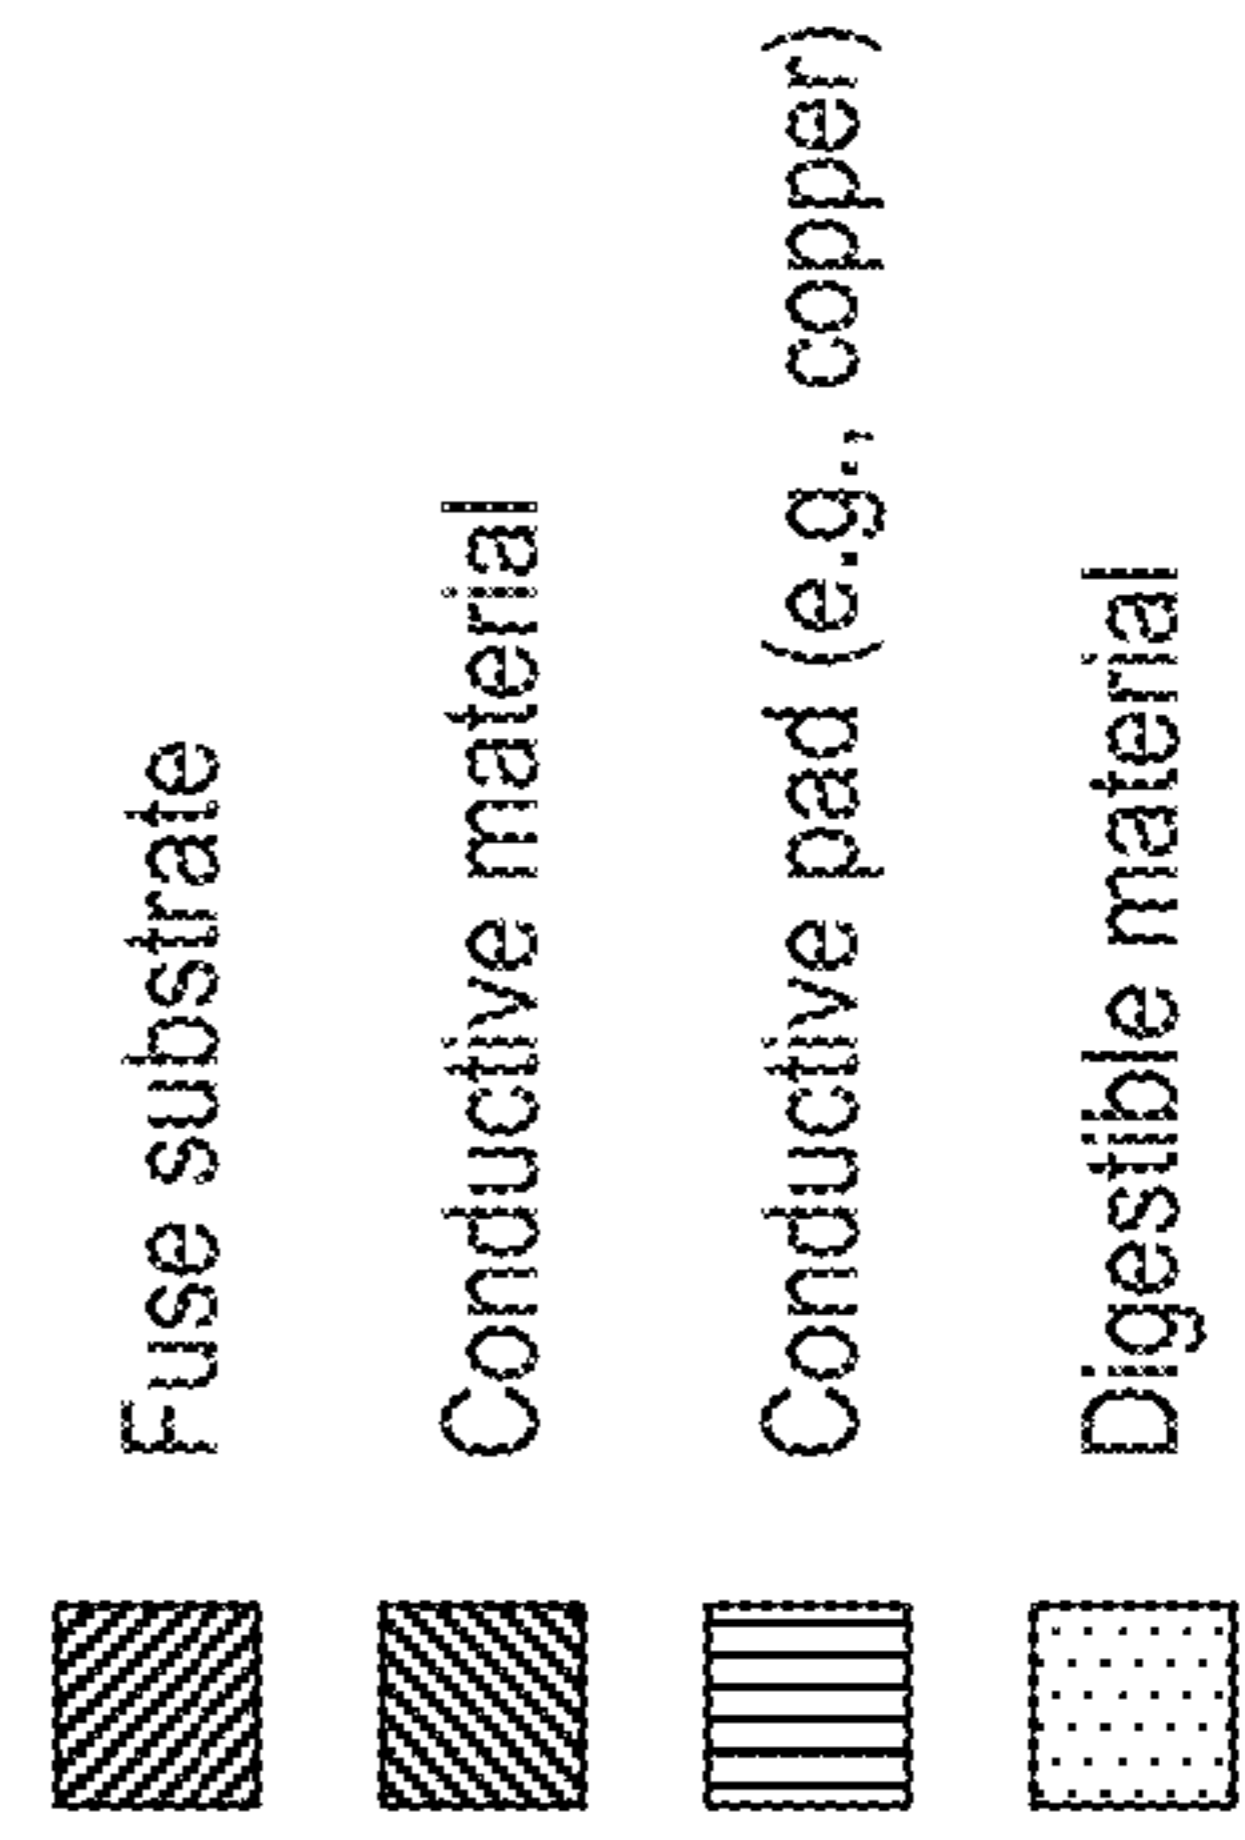 Fuse substrate
Conductive material
Conductive pad (e.g., copper)
Digestible material